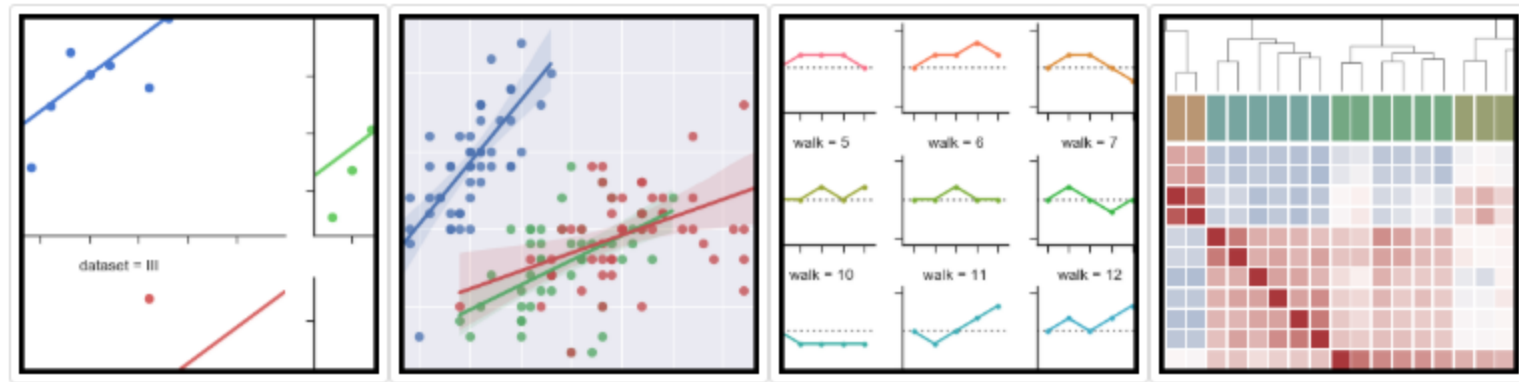 dataset = III
walk = 5
walk = 6
walk = 7
walk = 10
walk = 11
walk = 12